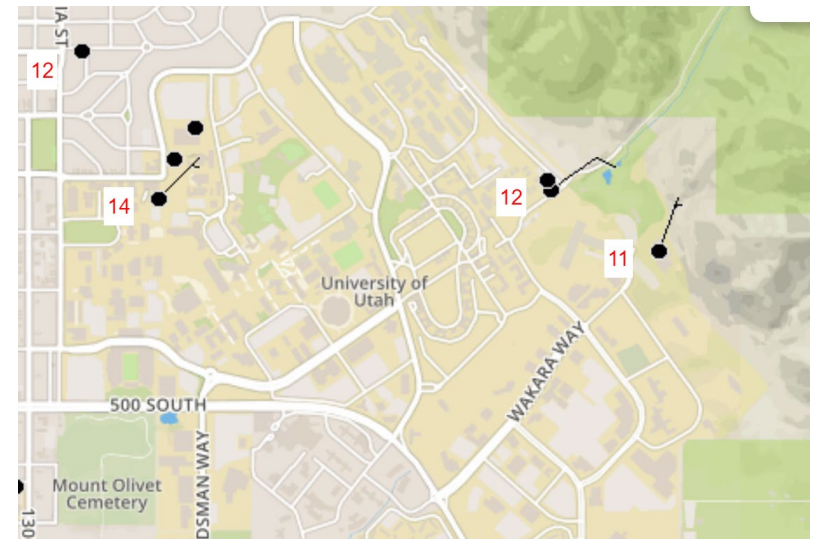 IA ST
12
14
12
11
University of
Utah
WAKARA WAY
500 SOUTH
DSMAN WAY
Mount Olivet
Cemetery
130